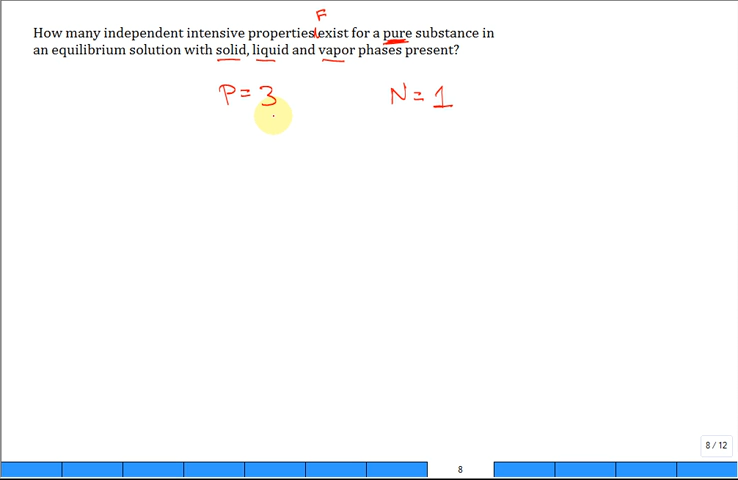 F
How many independent intensive properties exist for a pure substance in
an equilibrium solution with solid, liquid and vapor phases present?
P = 3 N = 1
8 / 12
8